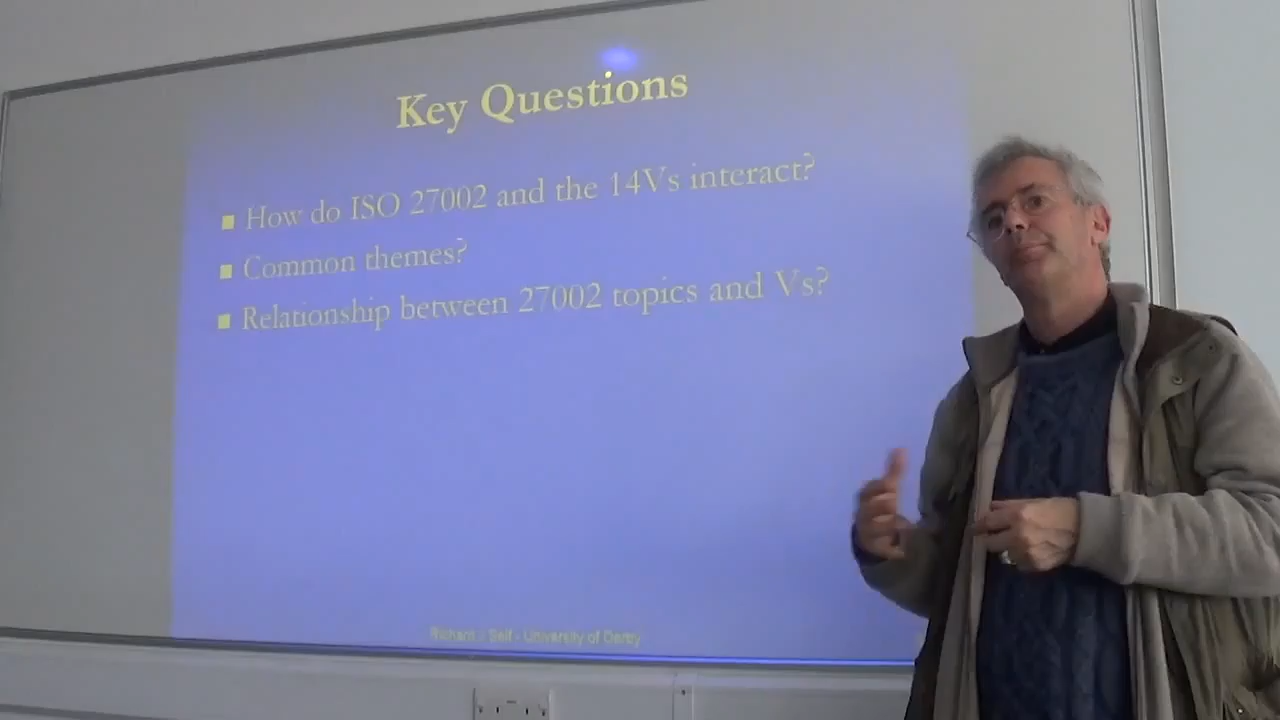 Key Questions
■ How do ISO 27002 and the 14Vs interact?
■ Common themes?
■ Relationship between 27002 topics and Vs?
Richard J Self - University of Derby